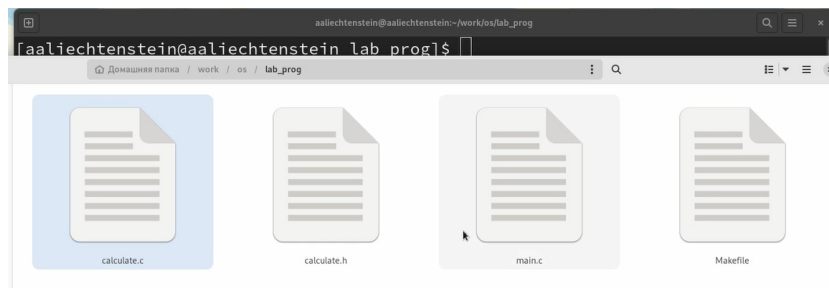 aaliechtenstein@aaliechtenstein:~/work/os/lab_prog
[aaliechtenstein@aaliechtenstein lab_prog]$
Домашняя папка / work / os / lab_prog
calculate.c calculate.h main.c Makefile